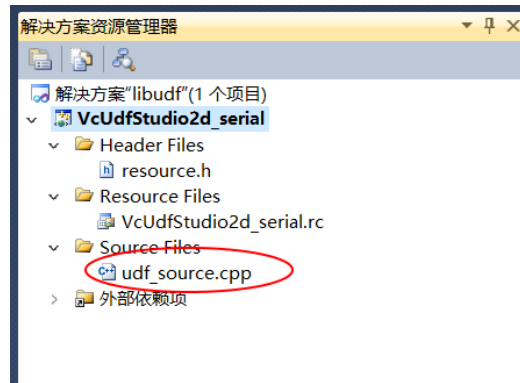 解决方案资源管理器
解决方案"libudf"(1 个项目)
VcUdfStudio2d_serial
Header Files
resource.h
Resource Files
VcUdfStudio2d_serial.rc
Source Files
udf_source.cpp
外部依赖项